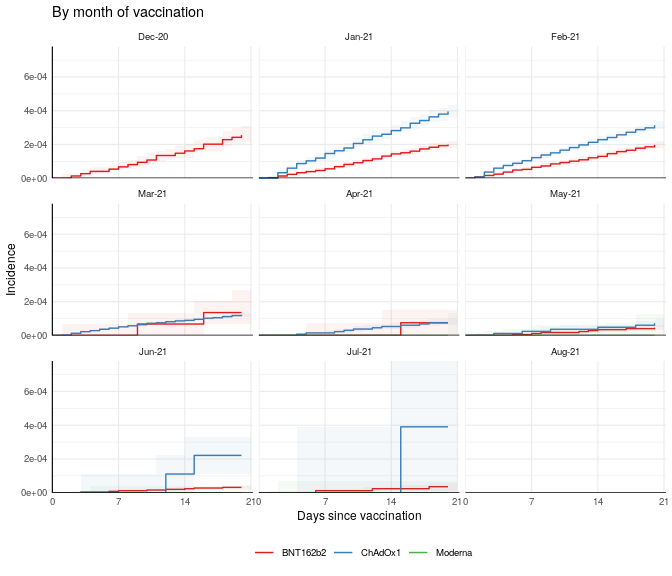 By month of vaccination
Dec-20 Jan-21 Feb-21
6e-04
4e-04
2e-04
0e+00
Mar-21 Apr-21 May-21
6e-04
4e-04
2e-04
0e+00
Jun-21 Jul-21 Aug-21
6e-04
4e-04
2e-04
0e+00
0 7 14 21 0 7 14 21 0 7 14 21
Incidence
Days since vaccination
BNT162b2 ChAdOx1 Moderna